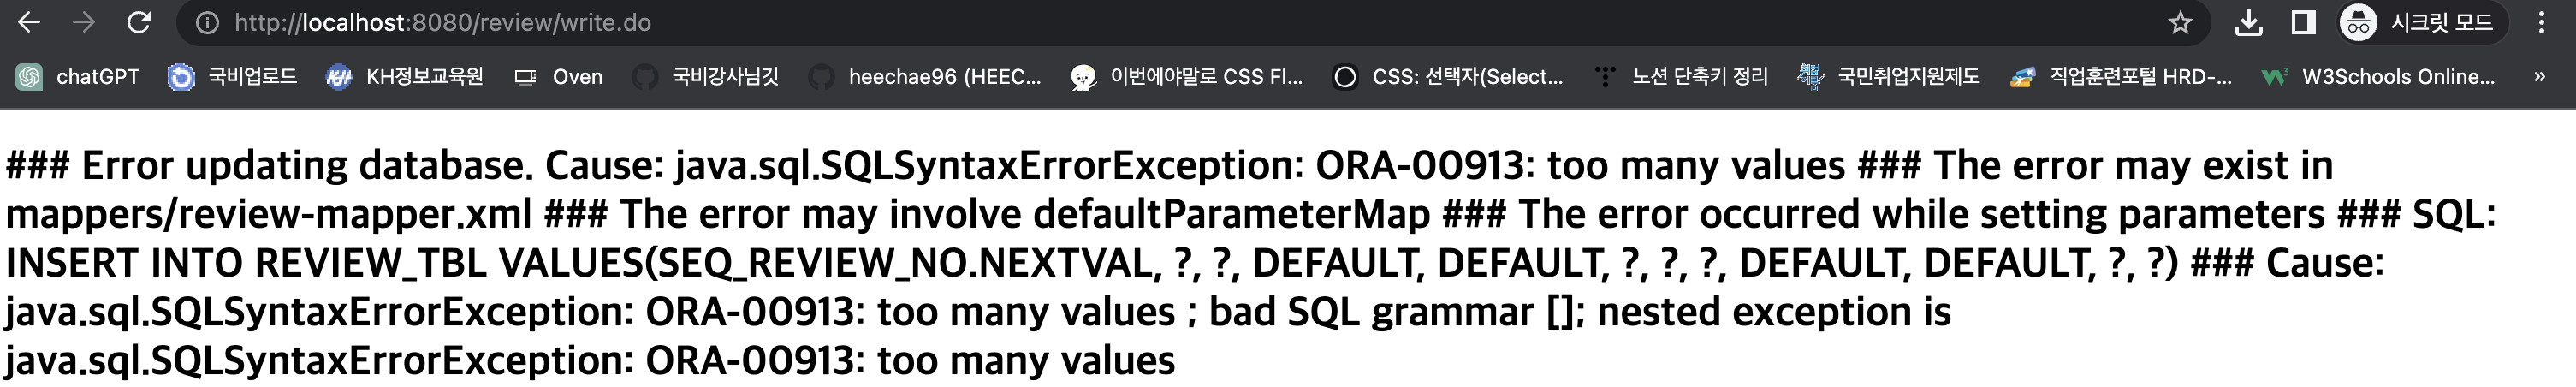 http://localhost:8080/review/write.do 시크릿 모드
chatGPT 국비업로드 KH정보교육원 Oven 국비강사님깃 heechae96 (HEEC... 이번에야말로 CSS Fl... CSS: 선택자(Select... 노션 단축키 정리 국민취업지원제도 직업훈련포털 HRD-... W3Schools Online... »
### Error updating database. Cause: java.sql.SQLSyntaxErrorException: ORA-00913: too many values ### The error may exist in
mappers/review-mapper.xml ### The error may involve defaultParameterMap ### The error occurred while setting parameters ### SQL:
INSERT INTO REVIEW_TBL VALUES(SEQ_REVIEW_NO.NEXTVAL, ?, ?, DEFAULT, DEFAULT, ?, ?, ?, DEFAULT, DEFAULT, ?, ?) ### Cause:
java.sql.SQLSyntaxErrorException: ORA-00913: too many values ; bad SQL grammar []; nested exception is
java.sql.SQLSyntaxErrorException: ORA-00913: too many values